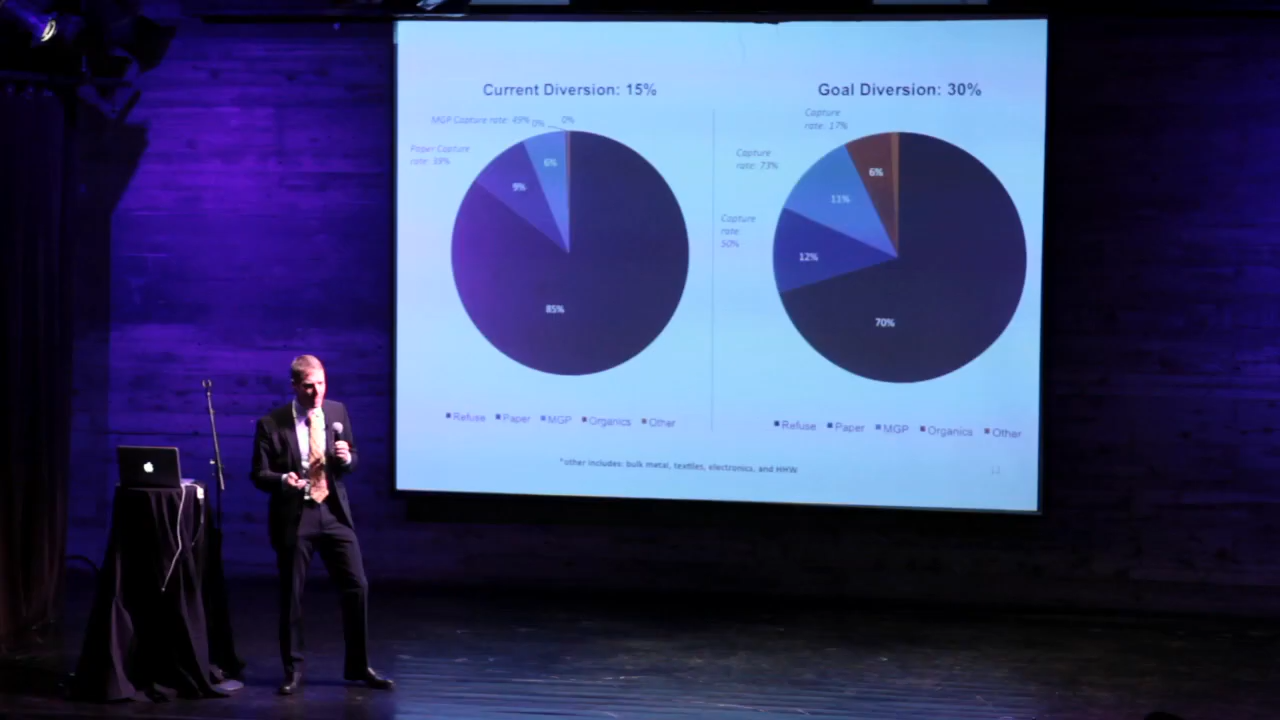 Current Diversion: 15%
MGP Capture rate: 49%
0%
0%
Paper Capture
rate: 39%
6%
9%
85%
Refuse Paper MGP Organics Other
Goal Diversion: 30%
Capture
rate: 17%
Capture
rate: 73%
Capture
rate
50%
6%
11%
12%
70%
Refuse Paper MGP Organics Other
*other includes: bulk metal, textiles, electronics, and HHW
12